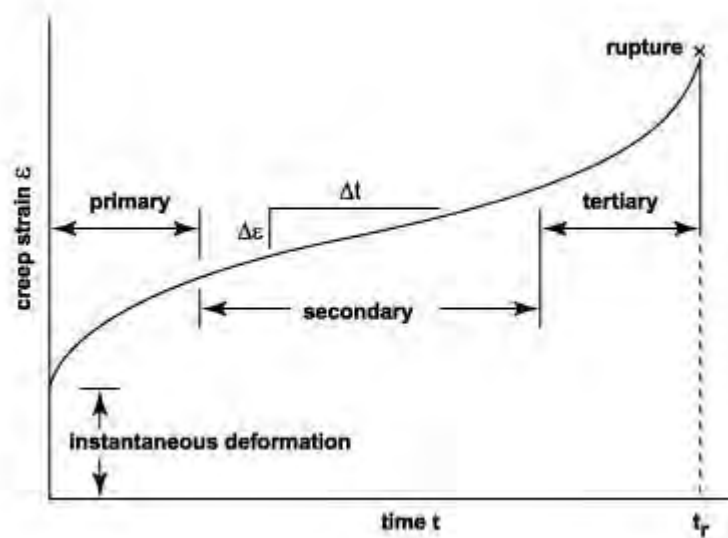 rupture ×
primary
Δt
Δε
tertiary
secondary
creep strain ε
instantaneous deformation
time t
tr